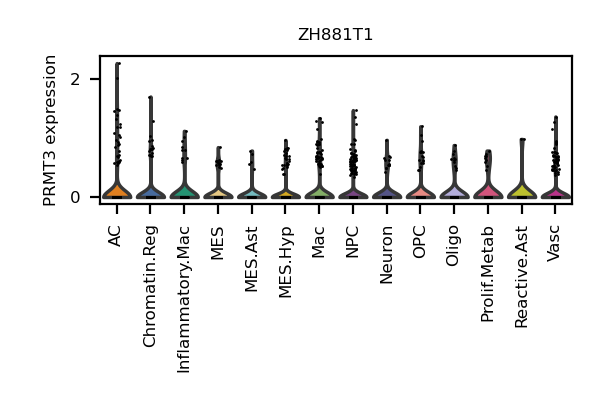 ZH881T1
PRMT3 expression
2
0
AC
Chromatin.Reg
Inflammatory.Mac
MES
MES.Ast
MES.Hyp
Mac
NPC
Neuron
OPC
Oligo
Prolif.Metab
Reactive.Ast
Vasc